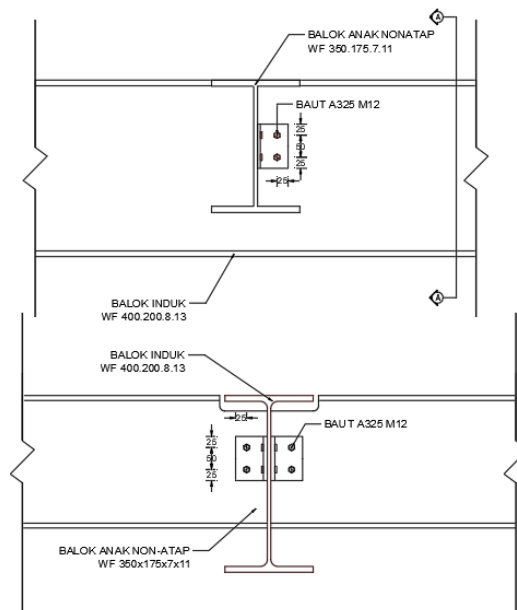 A
BALOK ANAK NONATAP
WF 350.175.7.11
BAUT A325 M12
25
50
25
25
A
BALOK INDUK
WF 400.200.8.13
BALOK INDUK
WF 400.200.8.13
25
BAUT A325 M12
25
50
25
BALOK ANAK NON-ATAP
WF 350x175x7x11